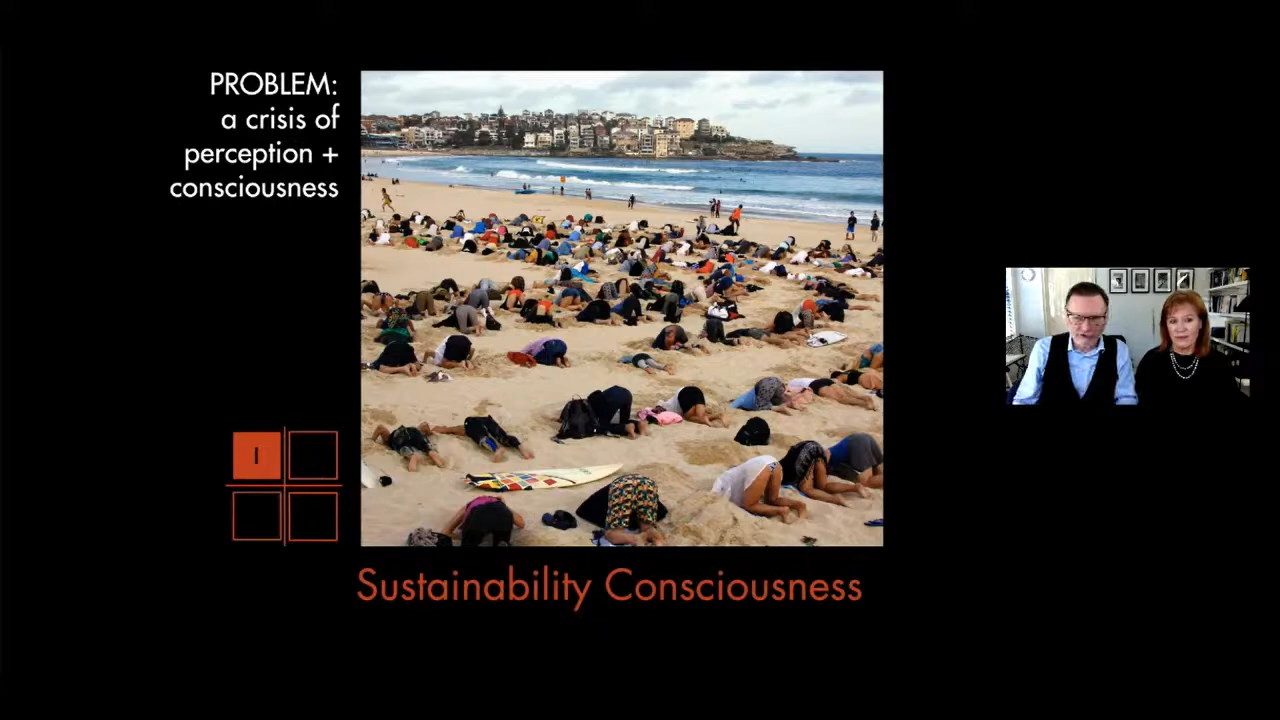 PROBLEM:
a crisis of
perception +
consciousness
I
Sustainability Consciousness